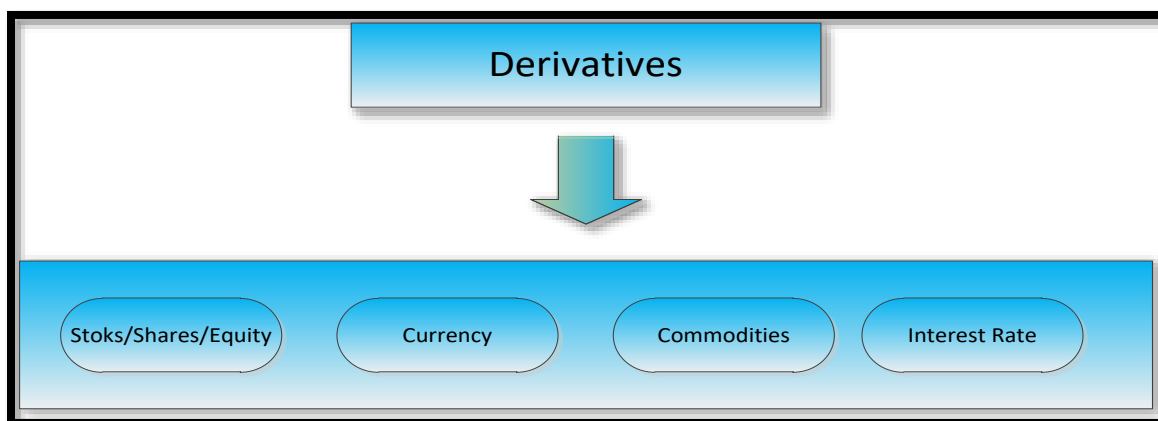 Derivatives
Stoks/Shares/Equity
Currency
Commodities
Interest Rate